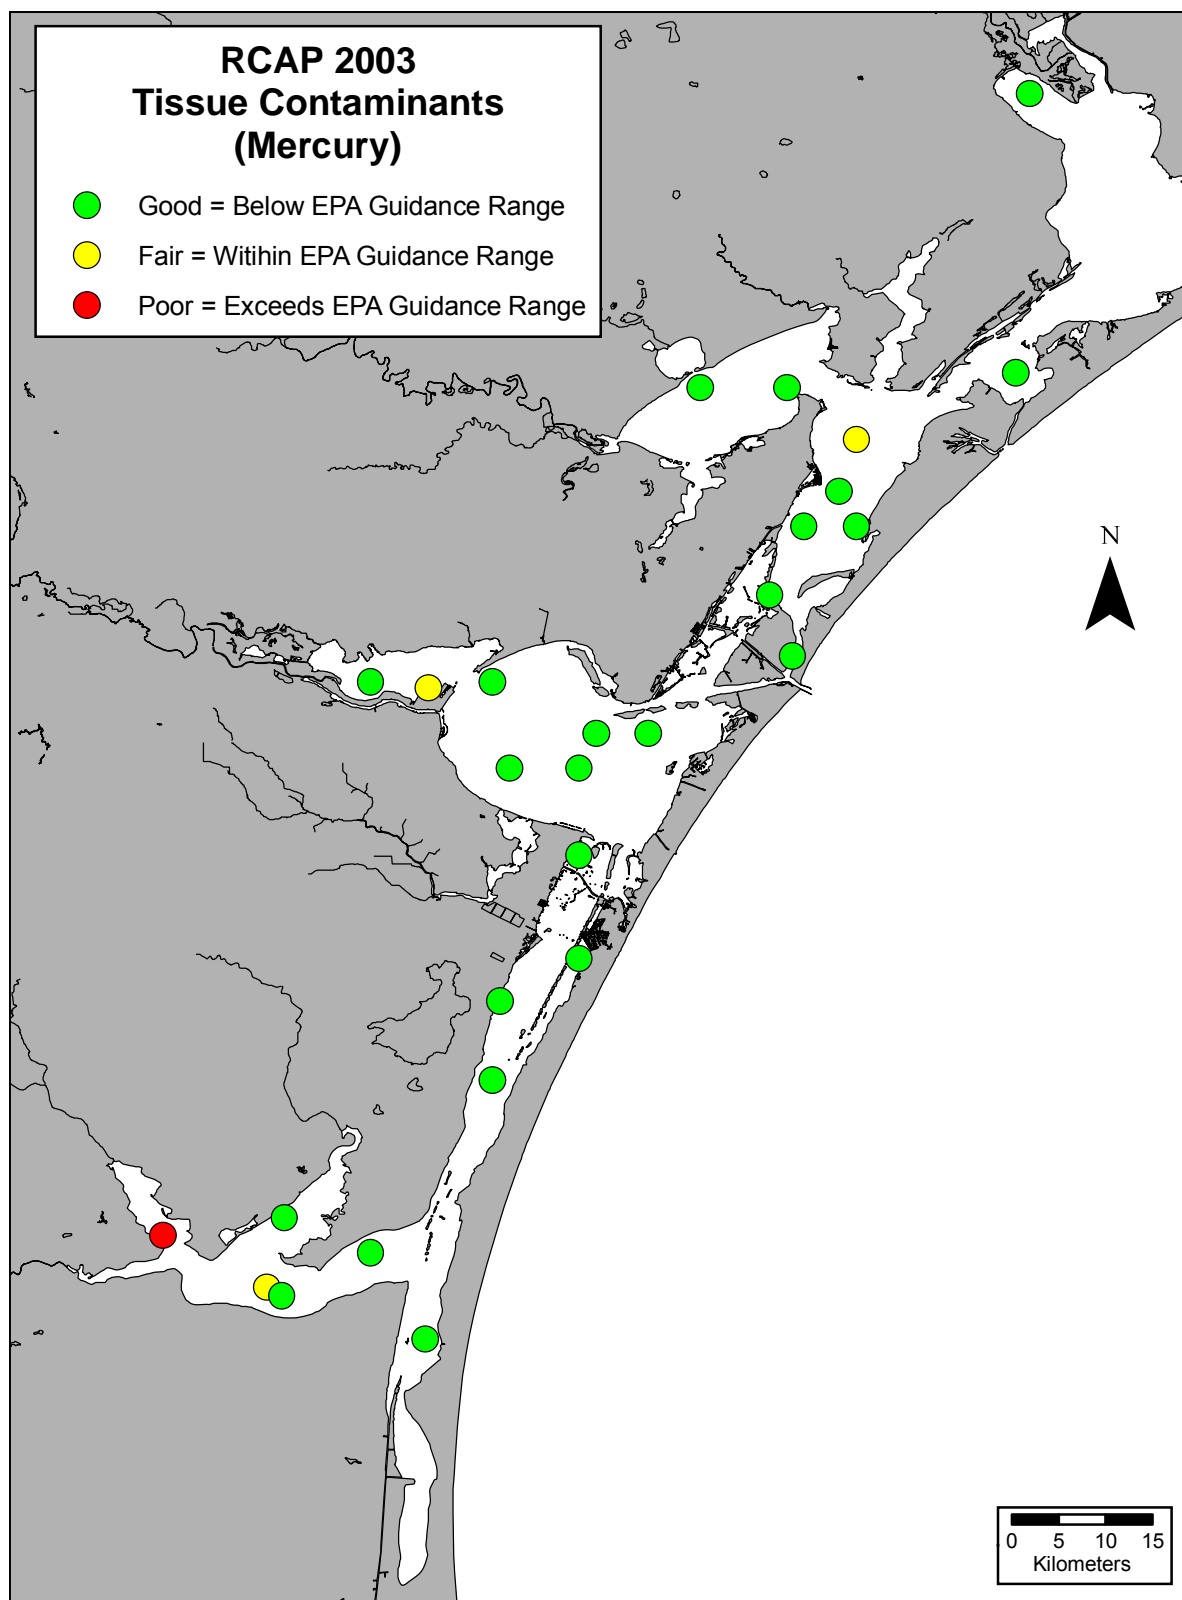 RCAP 2003
Tissue Contaminants
(Mercury)
Good = Below EPA Guidance Range
Fair = Witihin EPA Guidance Range
Poor = Exceeds EPA Guidance Range
N
0 5 10 15
Kilometers